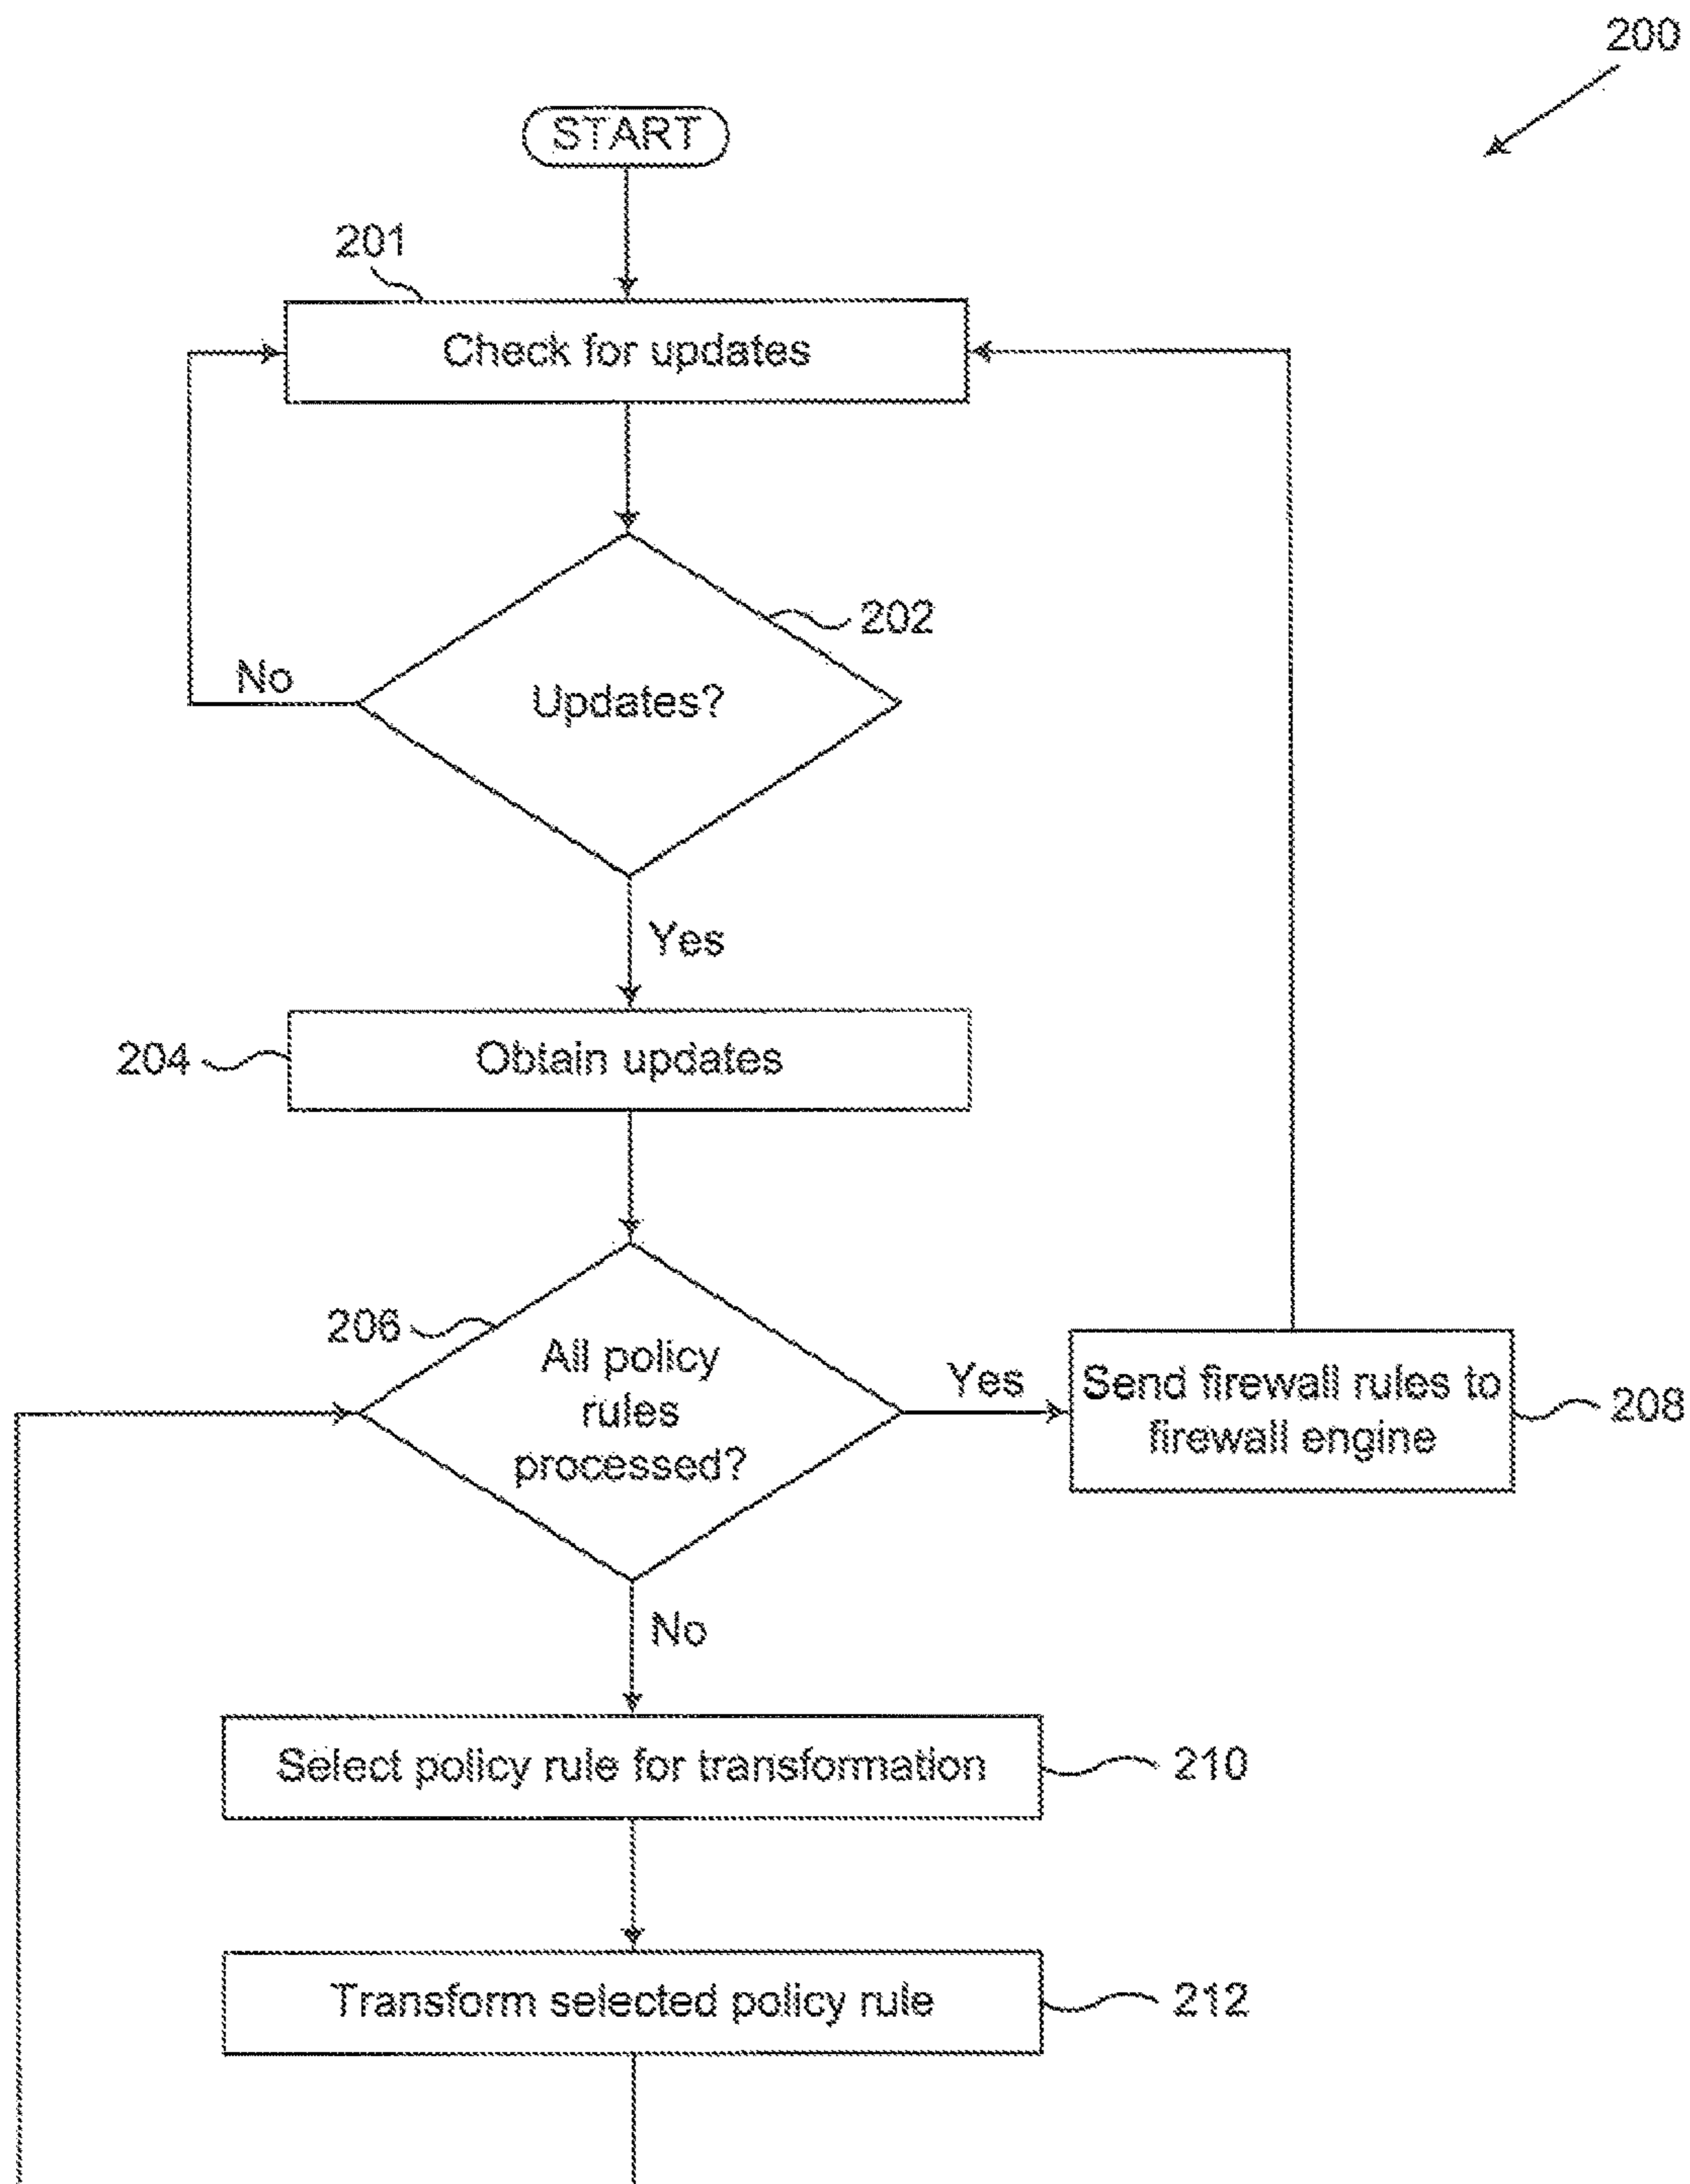 200
START
201
Check for updates
202
No
Updates?
Yes
204
Obtain updates
206
All policy
rules
processed?
Yes
Send firewall rules to
firewall engine
208
No
Select policy rule for transformation
210
Transform selected policy rule
212